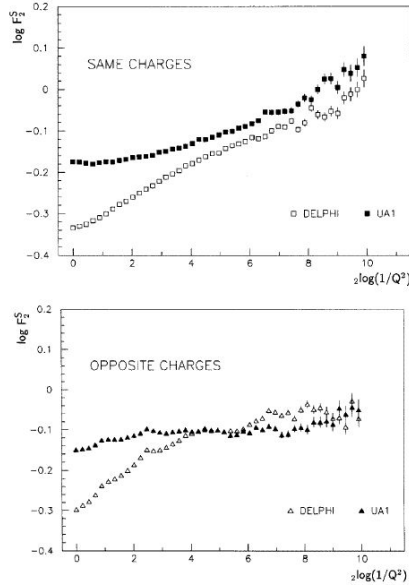 log F₂ˢ
0.2
0.1
0
−0.1
−0.2
−0.3
−0.4
SAME CHARGES
□ DELPHI ■ UA1
0 2 4 6 8 10
₂log(1/Q²)
log F₂ˢ
0.2
0.1
0
−0.1
−0.2
−0.3
−0.4
OPPOSITE CHARGES
△ DELPHI ▲ UA1
0 2 4 6 8 10
₂log(1/Q²)